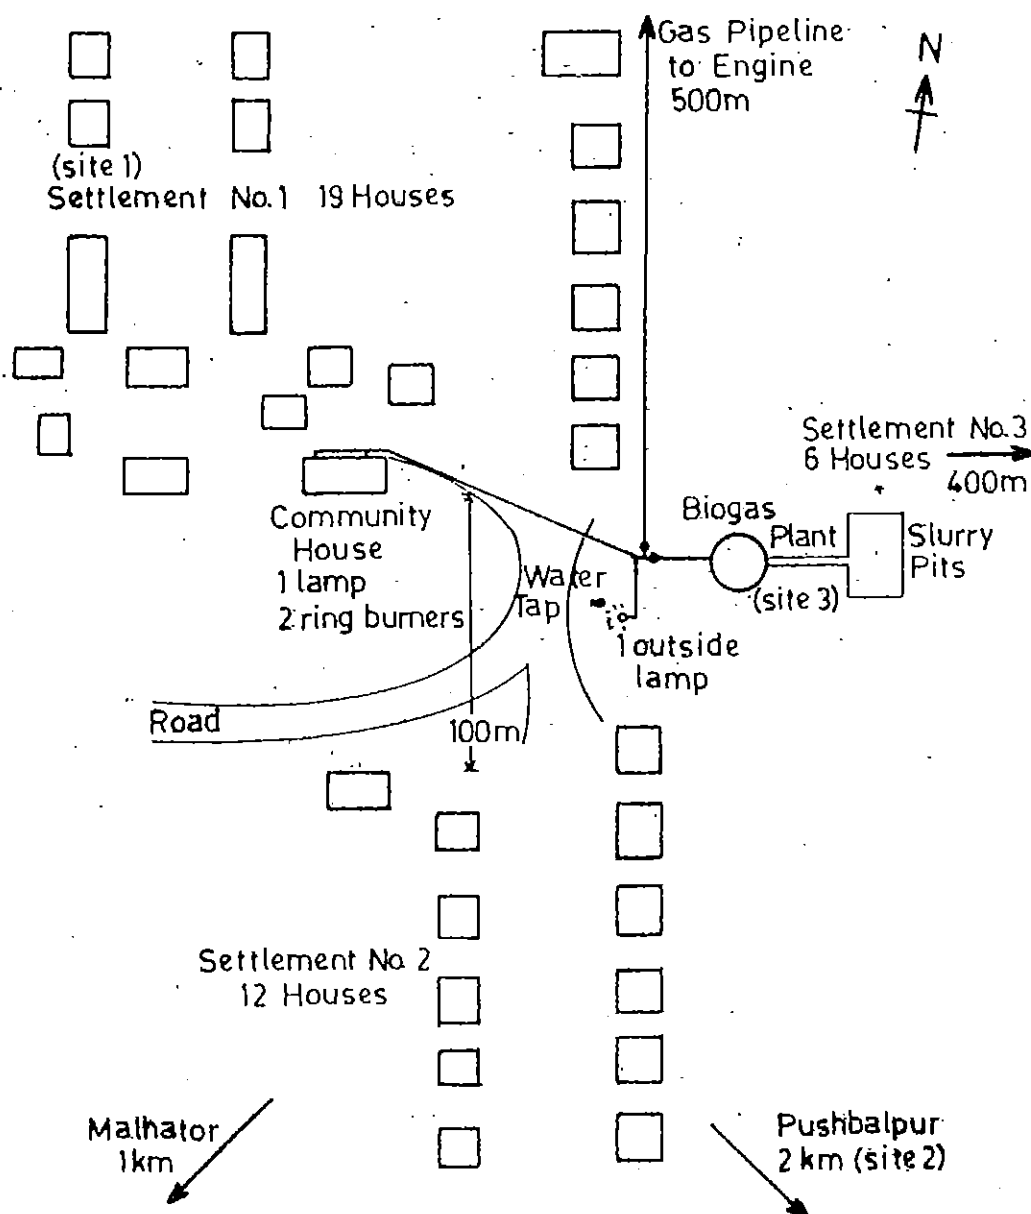 Gas Pipeline
to Engine
500m
N
(site 1)
Settlement No.1 19 Houses
Settlement No.3
6 Houses
400m
Biogas
Plant
(site 3)
Slurry
Pits
Community
House
1 lamp
2 ring burners
Water
Tap
1 outside
lamp
Road
100m
Settlement No. 2
12 Houses
Malhator
1km
Pushbalpur
2 km (site 2)